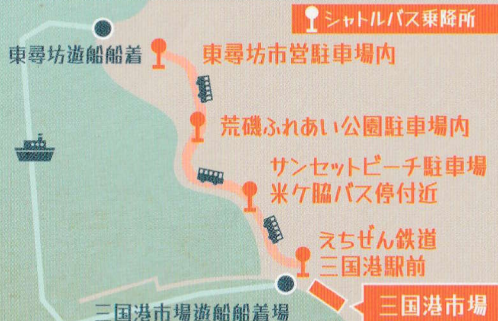 シャトルバス乗降所
東尋坊遊船船着
東尋坊市営駐車場内
荒磯ふれあい公園駐車場内
サンセットビーチ駐車場
米ケ脇バス停付近
えちぜん鉄道
三国港駅前
三国港市場遊船船着場
三国港市場